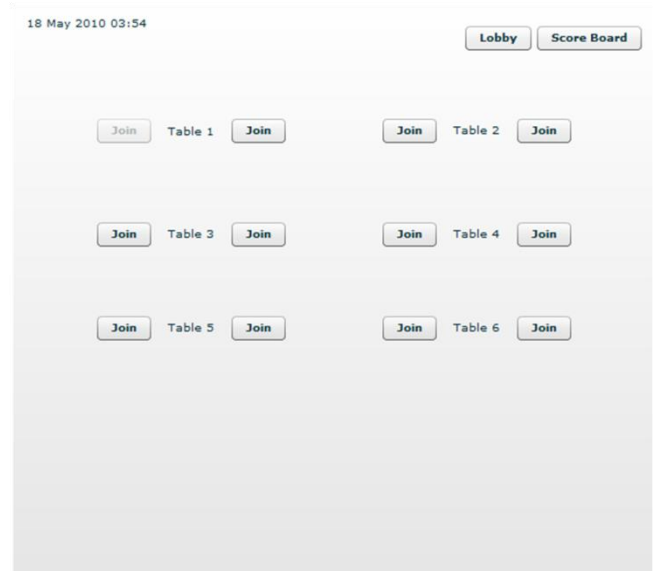 18 May 2010 03:54
Lobby Score Board
Join Table 1 Join Join Table 2 Join
Join Table 3 Join Join Table 4 Join
Join Table 5 Join Join Table 6 Join